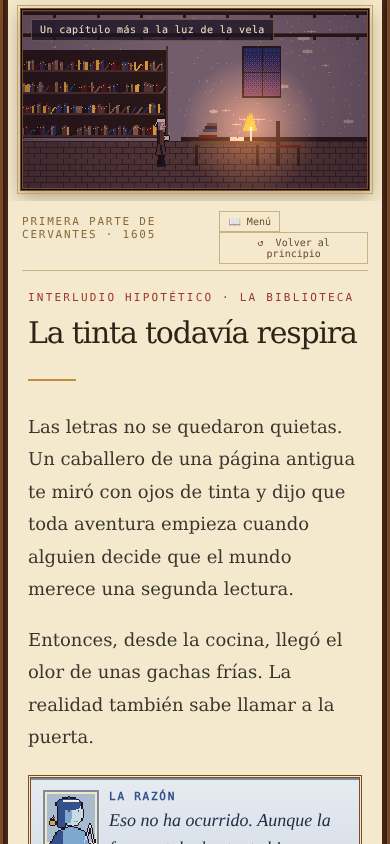 Un capítulo más a la luz de la vela
PRIMERA PARTE DE
CERVANTES · 1605
📖 Menú
↺ Volver al
principio
INTERLUDIO HIPOTÉTICO · LA BIBLIOTECA
La tinta todavía respira
Las letras no se quedaron quietas.
Un caballero de una página antigua
te miró con ojos de tinta y dijo que
toda aventura empieza cuando
alguien decide que el mundo
merece una segunda lectura.
Entonces, desde la cocina, llegó el
olor de unas gachas frías. La
realidad también sabe llamar a la
puerta.
LA RAZÓN
Eso no ha ocurrido. Aunque la